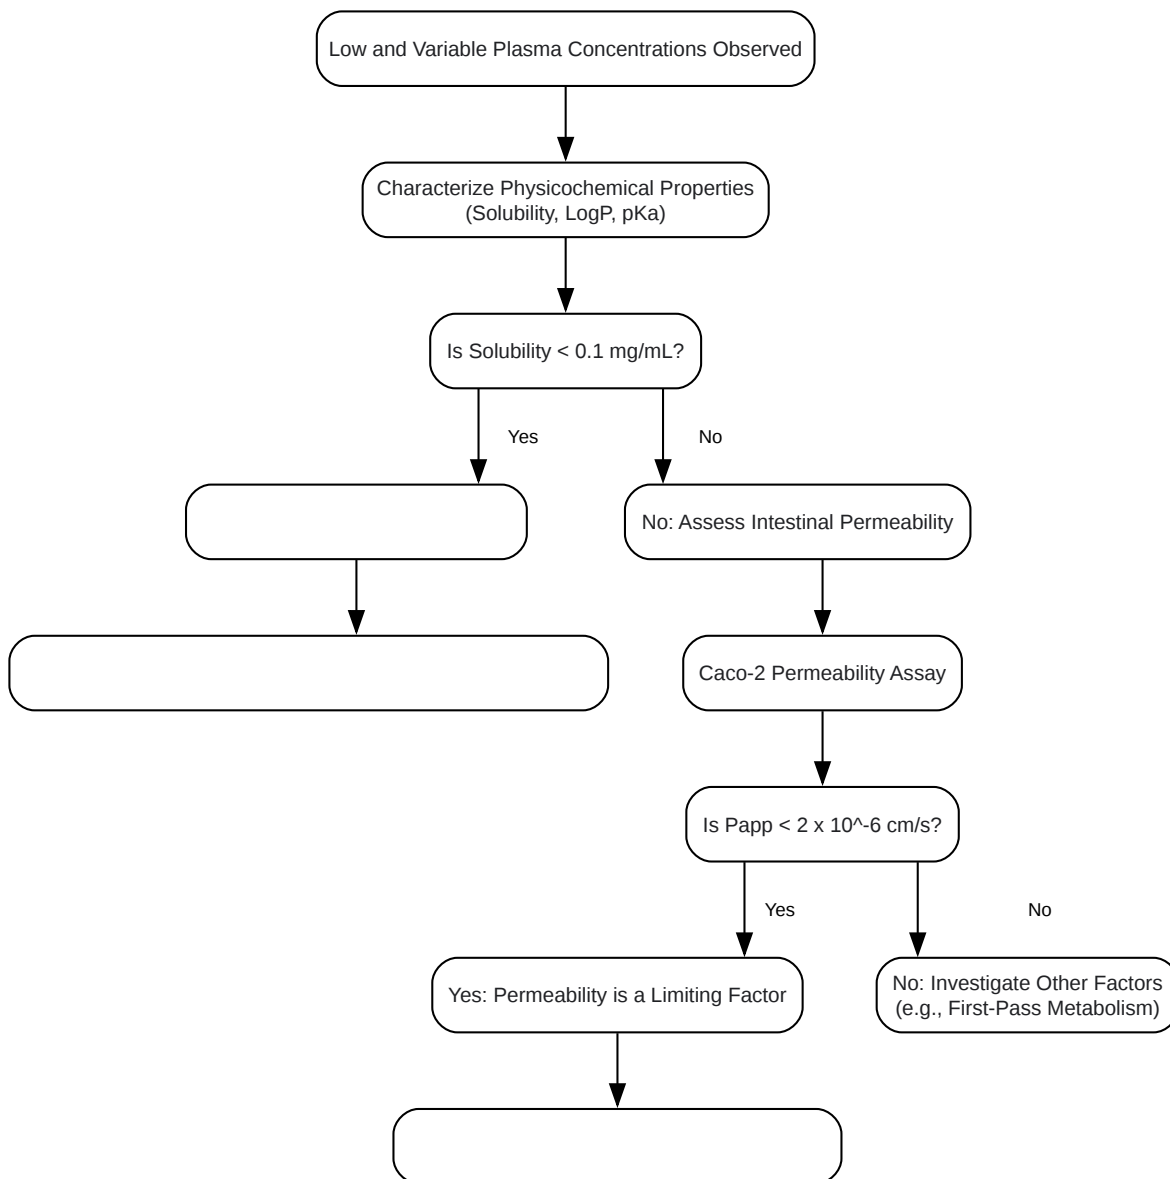 Low and Variable Plasma Concentrations Observed
Characterize Physicochemical Properties
(Solubility, LogP, pKa)
Is Solubility < 0.1 mg/mL?
Yes
No
No: Assess Intestinal Permeability
Caco-2 Permeability Assay
Is Papp < 2 x 10^-6 cm/s?
Yes
No
Yes: Permeability is a Limiting Factor
No: Investigate Other Factors
(e.g., First-Pass Metabolism)